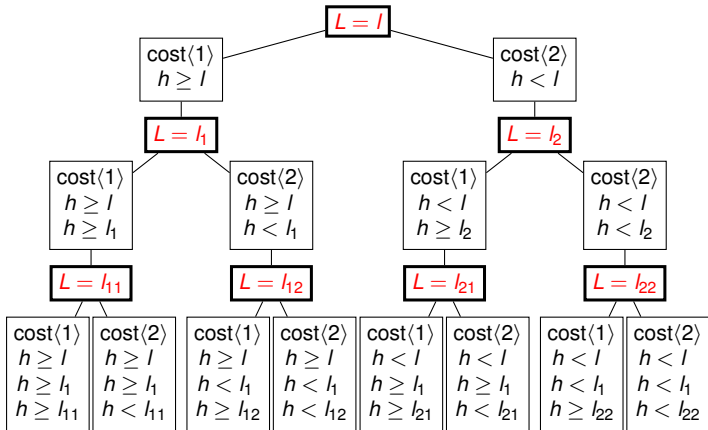 L = l
cost⟨1⟩
h ≥ l
cost⟨2⟩
h < l
L = l₁
L = l₂
cost⟨1⟩
h ≥ l
h ≥ l₁
cost⟨2⟩
h ≥ l
h < l₁
cost⟨1⟩
h < l
h ≥ l₂
cost⟨2⟩
h < l
h < l₂
L = l₁₁
L = l₁₂
L = l₂₁
L = l₂₂
cost⟨1⟩
h ≥ l
h ≥ l₁
h ≥ l₁₁
cost⟨2⟩
h ≥ l
h ≥ l₁
h < l₁₁
cost⟨1⟩
h ≥ l
h < l₁
h ≥ l₁₂
cost⟨2⟩
h ≥ l
h < l₁
h < l₁₂
cost⟨1⟩
h < l
h ≥ l₁
h ≥ l₂₁
cost⟨2⟩
h < l
h ≥ l₁
h < l₂₁
cost⟨1⟩
h < l
h < l₁
h ≥ l₂₂
cost⟨2⟩
h < l
h < l₁
h < l₂₂